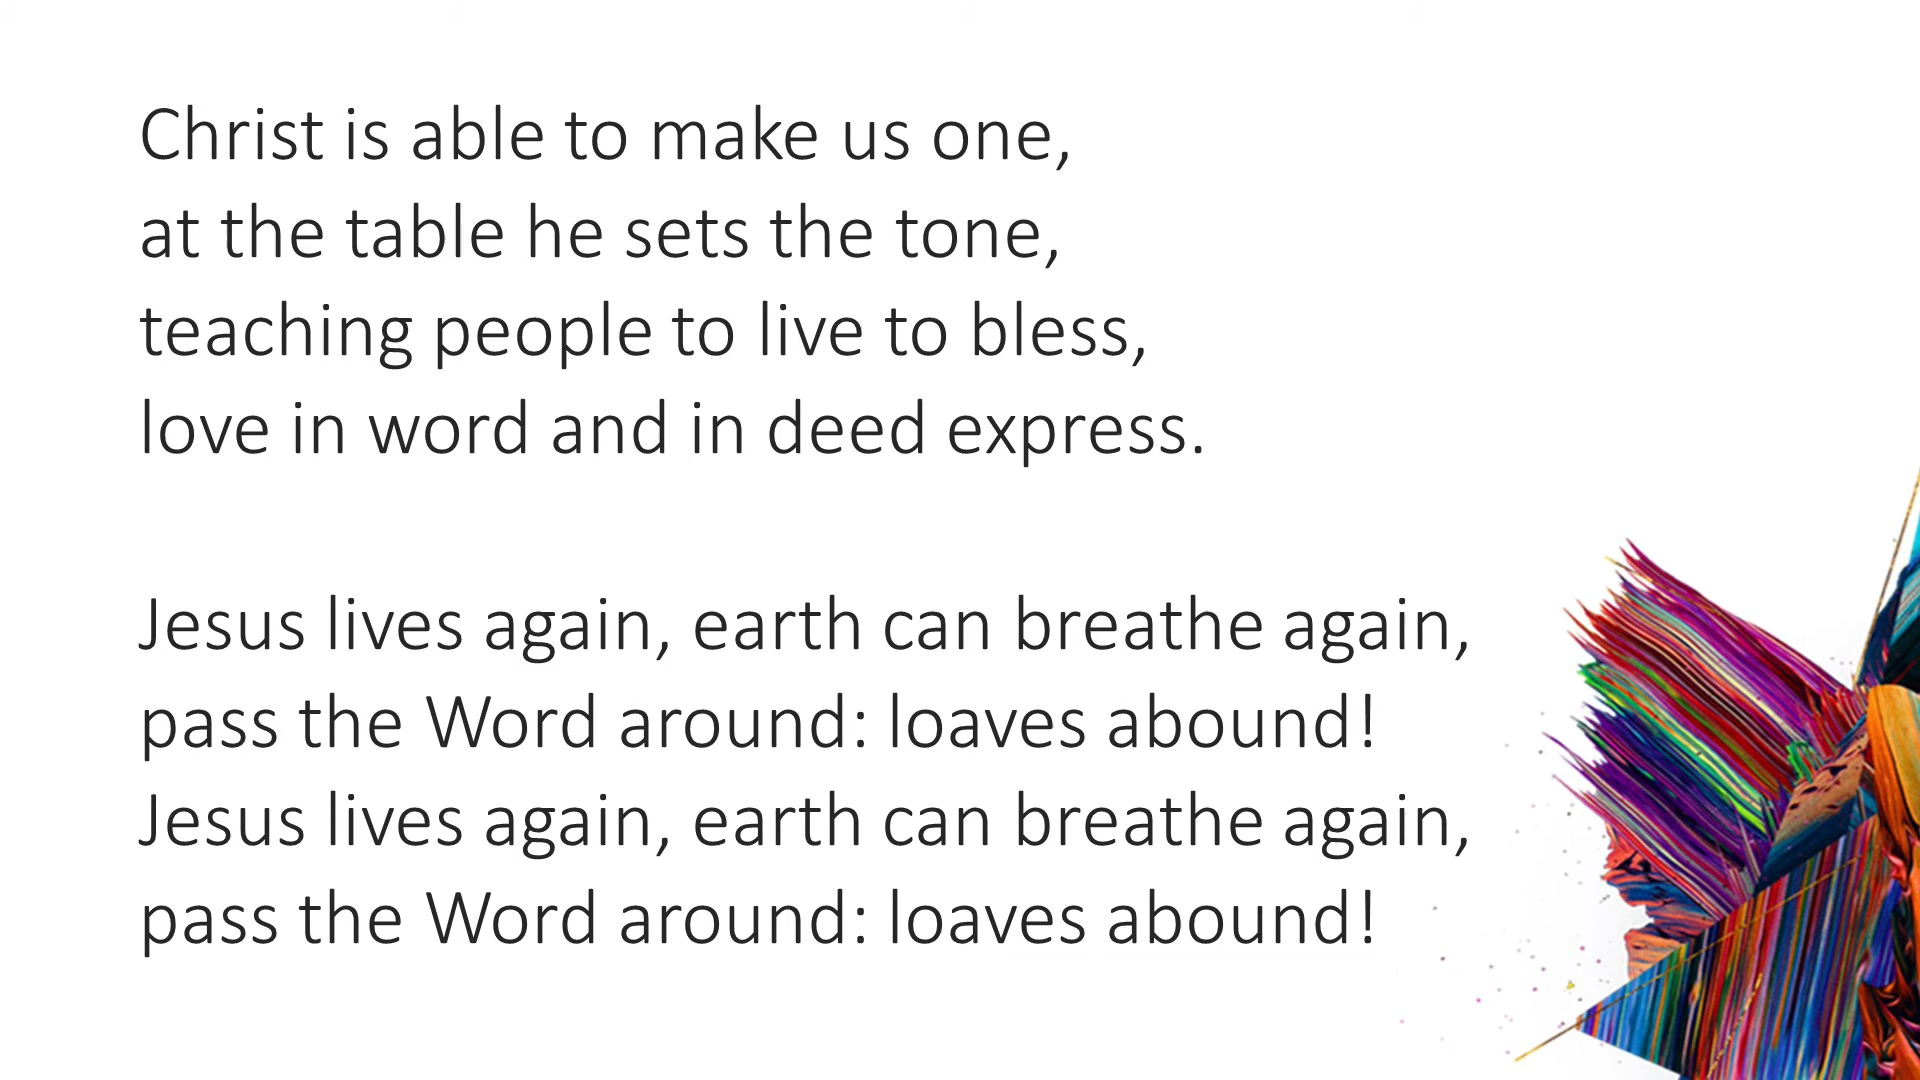 Christ is able to make us one,
at the table he sets the tone,
teaching people to live to bless,
love in word and in deed express.
Jesus lives again, earth can breathe again,
pass the Word around: loaves abound!
Jesus lives again, earth can breathe again,
pass the Word around: loaves abound!